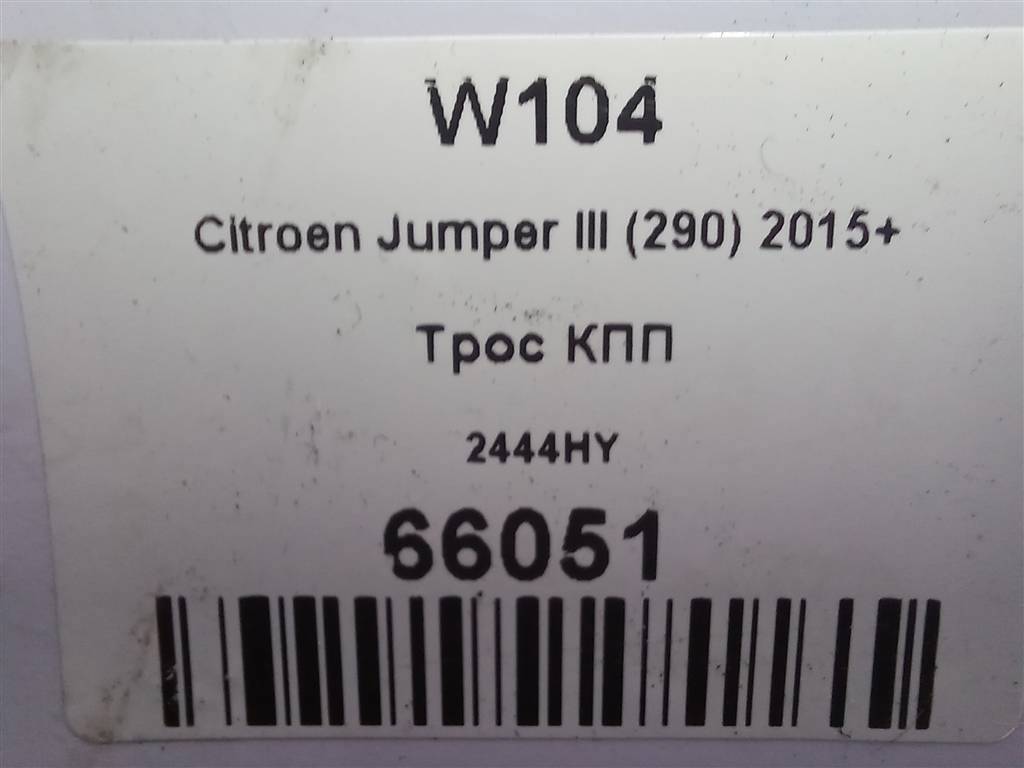 W104
Citroen Jumper III (290) 2015+
Трос КПП
2444HY
66051